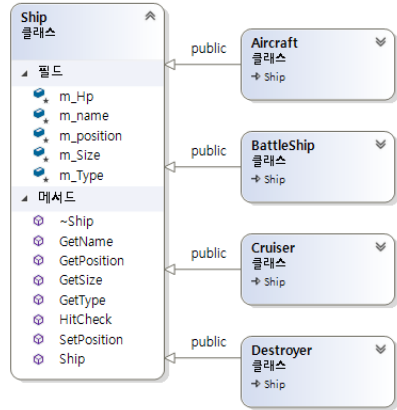 Ship
클래스
필드
m_Hp
m_name
m_position
m_Size
m_Type
메서드
~Ship
GetName
GetPosition
GetSize
GetType
HitCheck
SetPosition
Ship
public
Aircraft
클래스
Ship
public
BattleShip
클래스
Ship
public
Cruiser
클래스
Ship
public
Destroyer
클래스
Ship